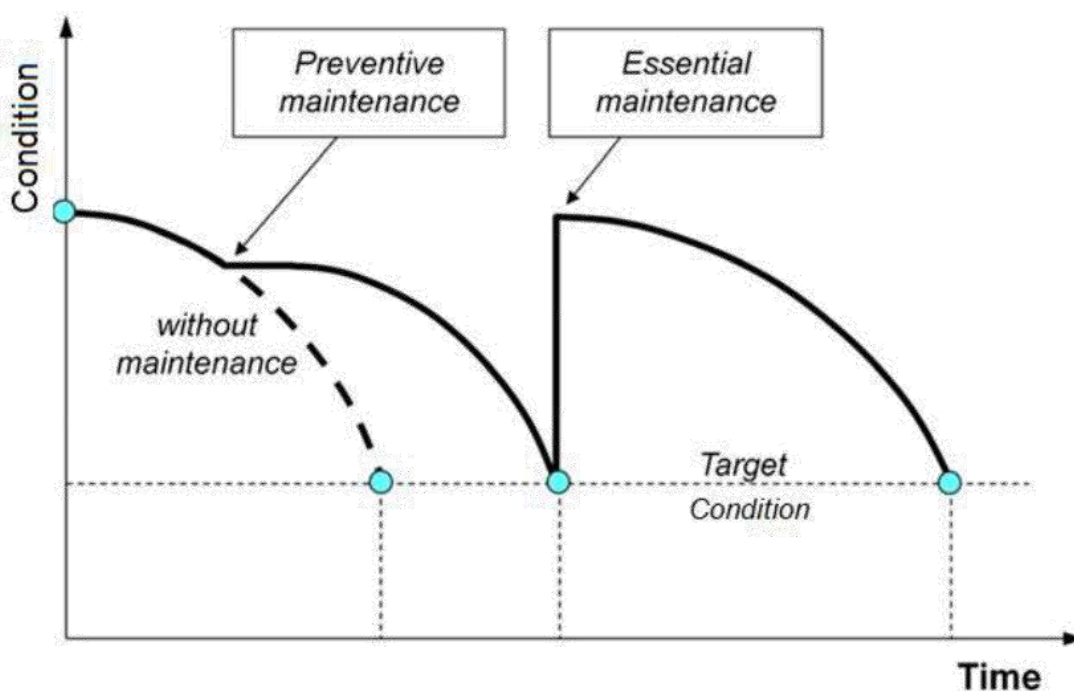 Condition
Preventive
maintenance
Essential
maintenance
without
maintenance
Target
Condition
Time